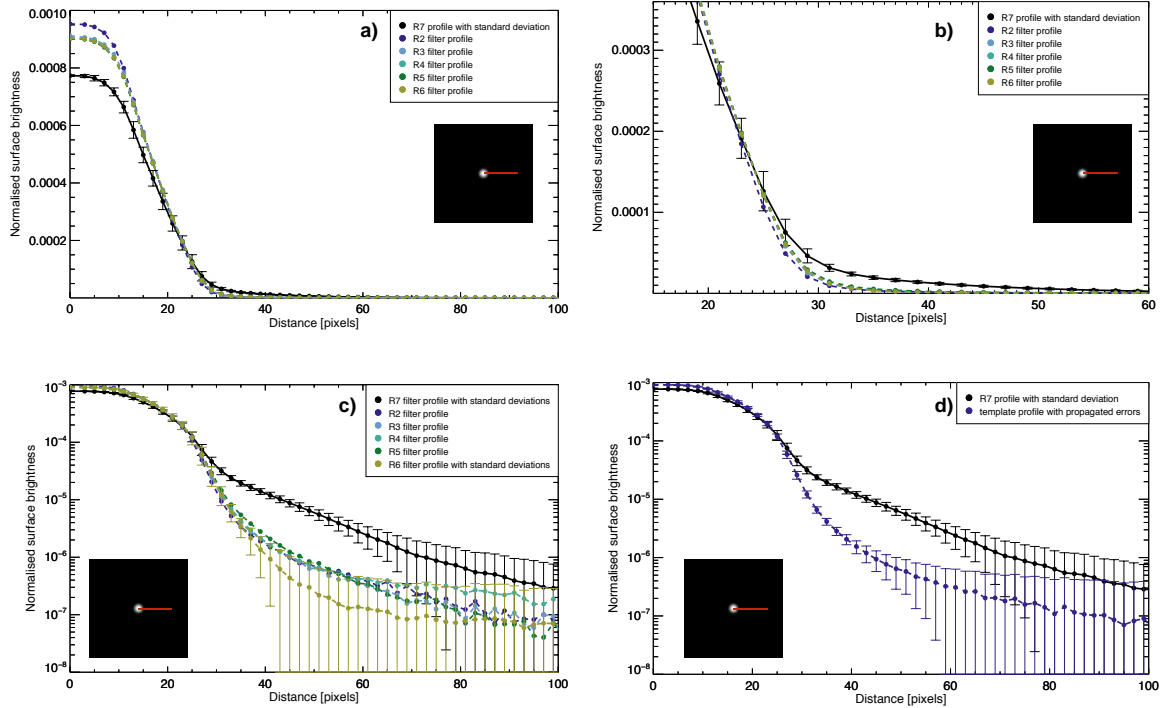 a)
R7 profile with standard deviation
R2 filter profile
R3 filter profile
R4 filter profile
R5 filter profile
R6 filter profile
Normalised surface brightness
0.0010
0.0008
0.0006
0.0004
0.0002
0 20 40 60 80 100
Distance [pixels]
b)
R7 profile with standard deviation
R2 filter profile
R3 filter profile
R4 filter profile
R5 filter profile
R6 filter profile
Normalised surface brightness
0.0003
0.0002
0.0001
20 30 40 50 60
Distance [pixels]
c)
R7 filter profile with standard deviations
R2 filter profile
R3 filter profile
R4 filter profile
R5 filter profile
R6 filter profile with standard deviations
Normalised surface brightness
10⁻³
10⁻⁴
10⁻⁵
10⁻⁶
10⁻⁷
10⁻⁸
0 20 40 60 80 100
Distance [pixels]
d)
R7 profile with standard deviation
template profile with propagated errors
Normalised surface brightness
10⁻³
10⁻⁴
10⁻⁵
10⁻⁶
10⁻⁷
10⁻⁸
0 20 40 60 80 100
Distance [pixels]